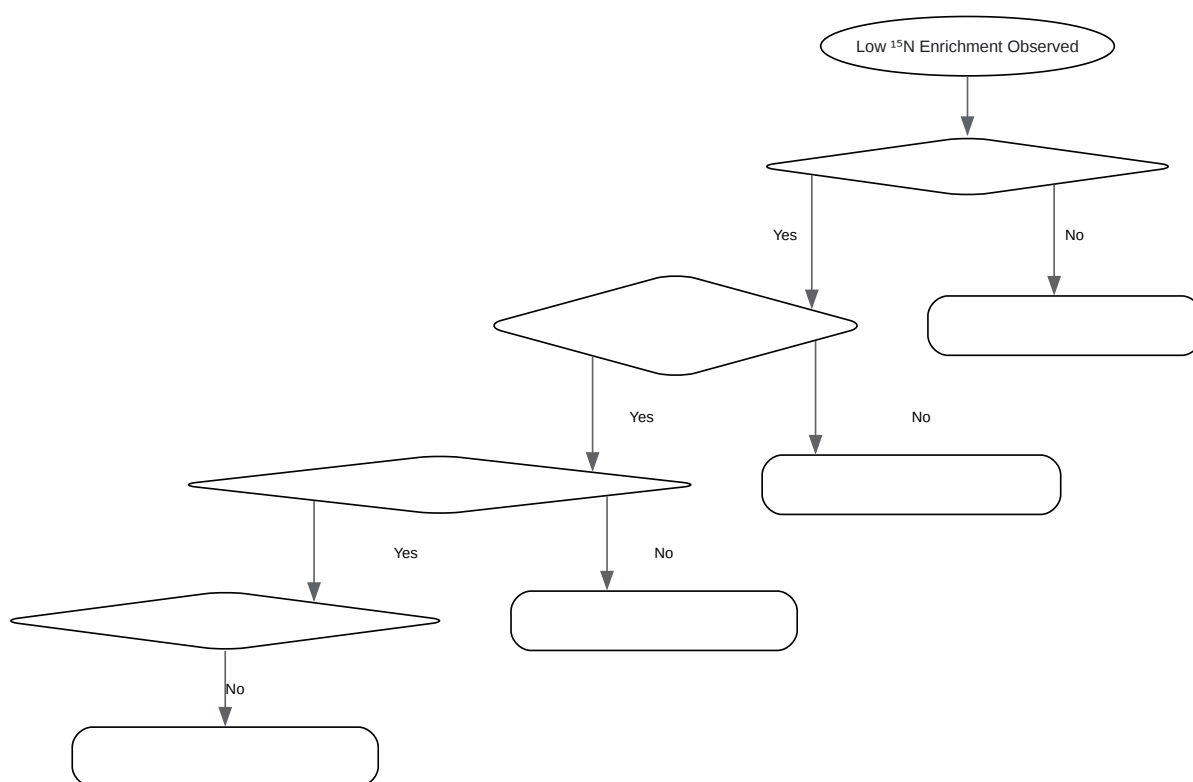 Low ¹⁵N Enrichment Observed
Yes
No
Yes
No
Yes
No
No